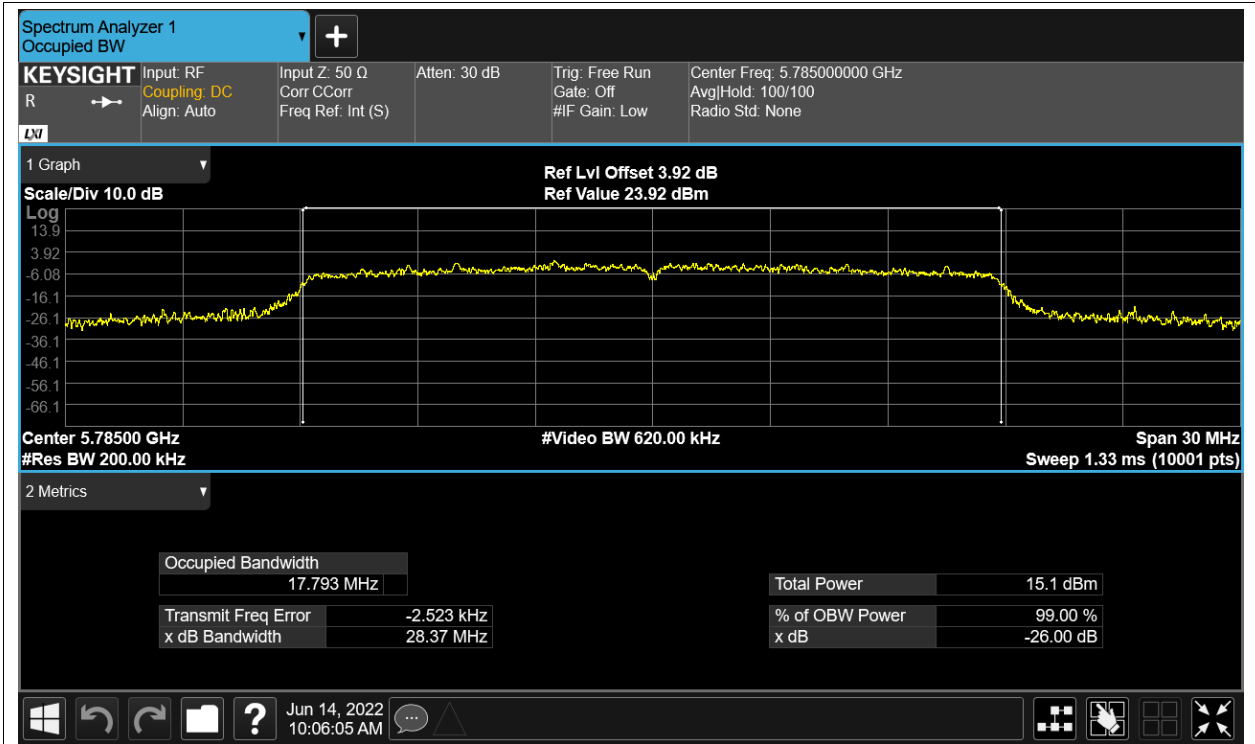 Spectrum Analyzer 1
Occupied BW
KEYSIGHT
R
LXI
Input: RF
Coupling: DC
Align: Auto
Input Z: 50 Ω
Corr CCorr
Freq Ref: Int (S)
Atten: 30 dB
Trig: Free Run
Gate: Off
#IF Gain: Low
Center Freq: 5.785000000 GHz
Avg|Hold: 100/100
Radio Std: None
1 Graph
Scale/Div 10.0 dB
Ref Lvl Offset 3.92 dB
Ref Value 23.92 dBm
Log
13.9
3.92
-6.08
-16.1
-26.1
-36.1
-46.1
-56.1
-66.1
Center 5.78500 GHz
#Video BW 620.00 kHz
Span 30 MHz
#Res BW 200.00 kHz
Sweep 1.33 ms (10001 pts)
2 Metrics
Occupied Bandwidth
17.793 MHz
Total Power 15.1 dBm
Transmit Freq Error -2.523 kHz
% of OBW Power 99.00 %
x dB Bandwidth 28.37 MHz
x dB -26.00 dB
?
Jun 14, 2022
10:06:05 AM